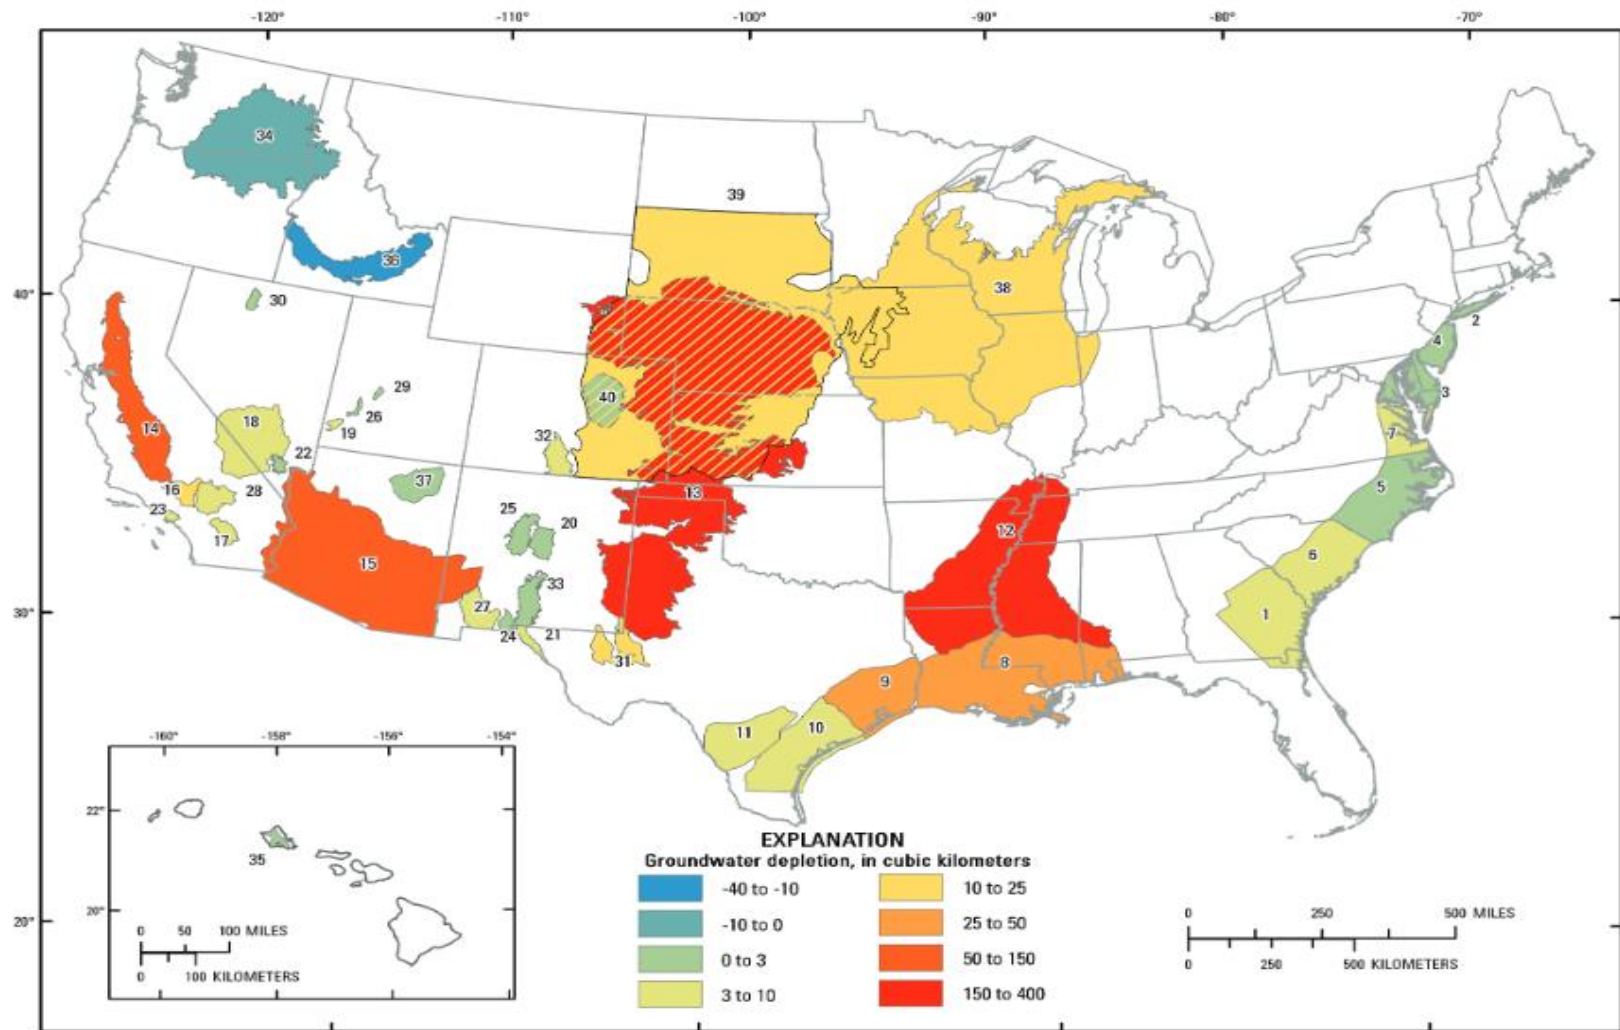 -120° -110° -100° -90° -80° -70°
34
39
36
38
40°
30
2
4
29
40
3
14
18
26
19
32
7
22
37
16
28
13
5
23
25
20
12
17
6
15
33
30°
27
1
24
21
31
8
9
11
10
-160° -158° -156° -154°
22°
35
20°
0 50 100 MILES
0 100 KILOMETERS
20°
EXPLANATION
Groundwater depletion, in cubic kilometers
-40 to -10
10 to 25
-10 to 0
25 to 50
0 to 3
50 to 150
3 to 10
150 to 400
0 250 500 MILES
0 250 500 KILOMETERS